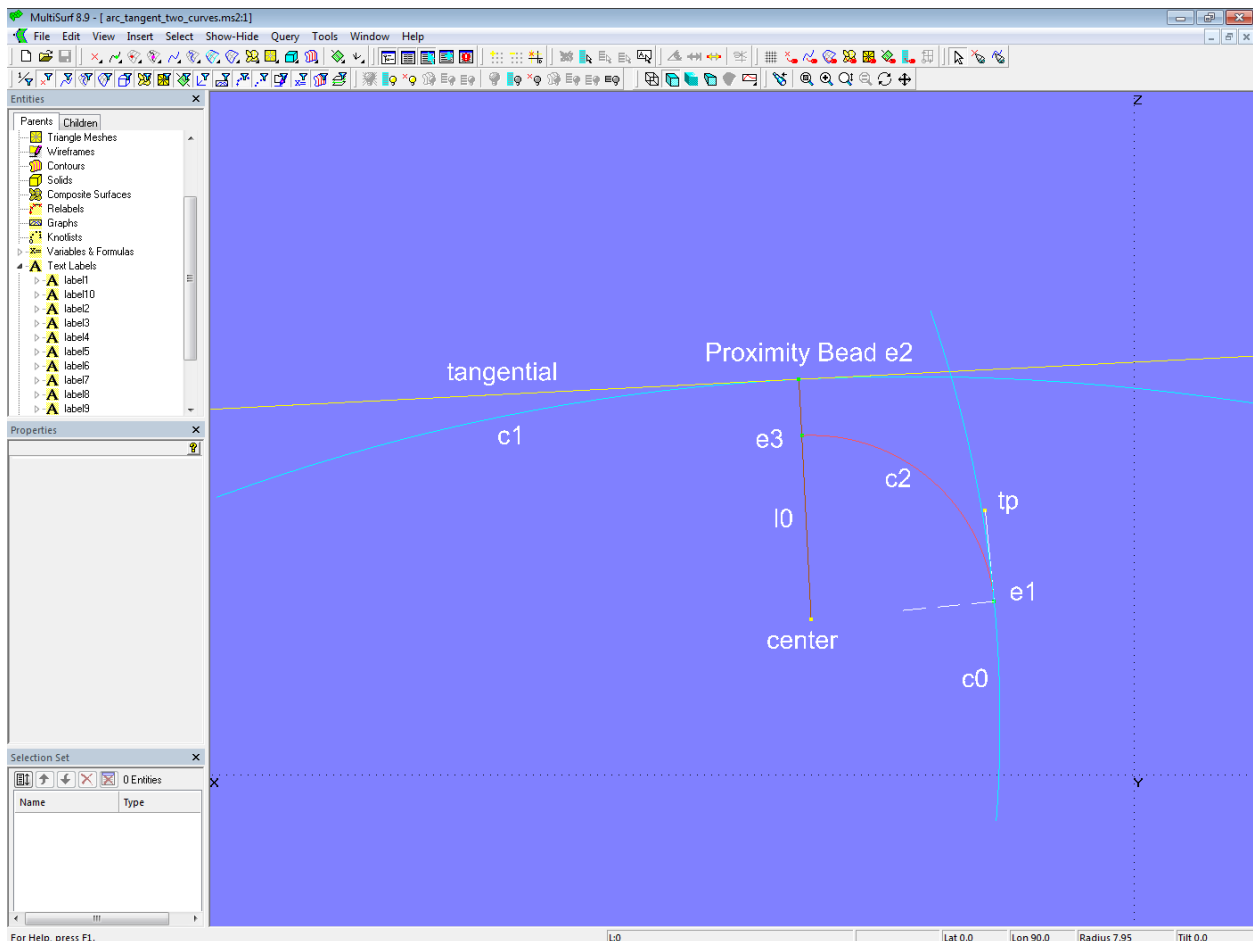 MultiSurf 8.9 - [ arc_tangent_two_curves.ms2:1]
File Edit View Insert Select Show-Hide Query Tools Window Help
Entities
Parents Children
Triangle Meshes
Wireframes
Contours
Solids
Composite Surfaces
Relabels
Graphs
Knotlists
Variables & Formulas
Text Labels
label1
label10
label2
label3
label4
label5
label6
label7
label8
label9
Properties
Selection Set
0 Entities
Name Type
Z
Proximity Bead e2
tangential
c1
e3
c2
tp
l0
e1
center
c0
X
Y
For Help, press F1.
L:0
Lat 0.0
Lon 90.0
Radius 7.95
Tilt 0.0